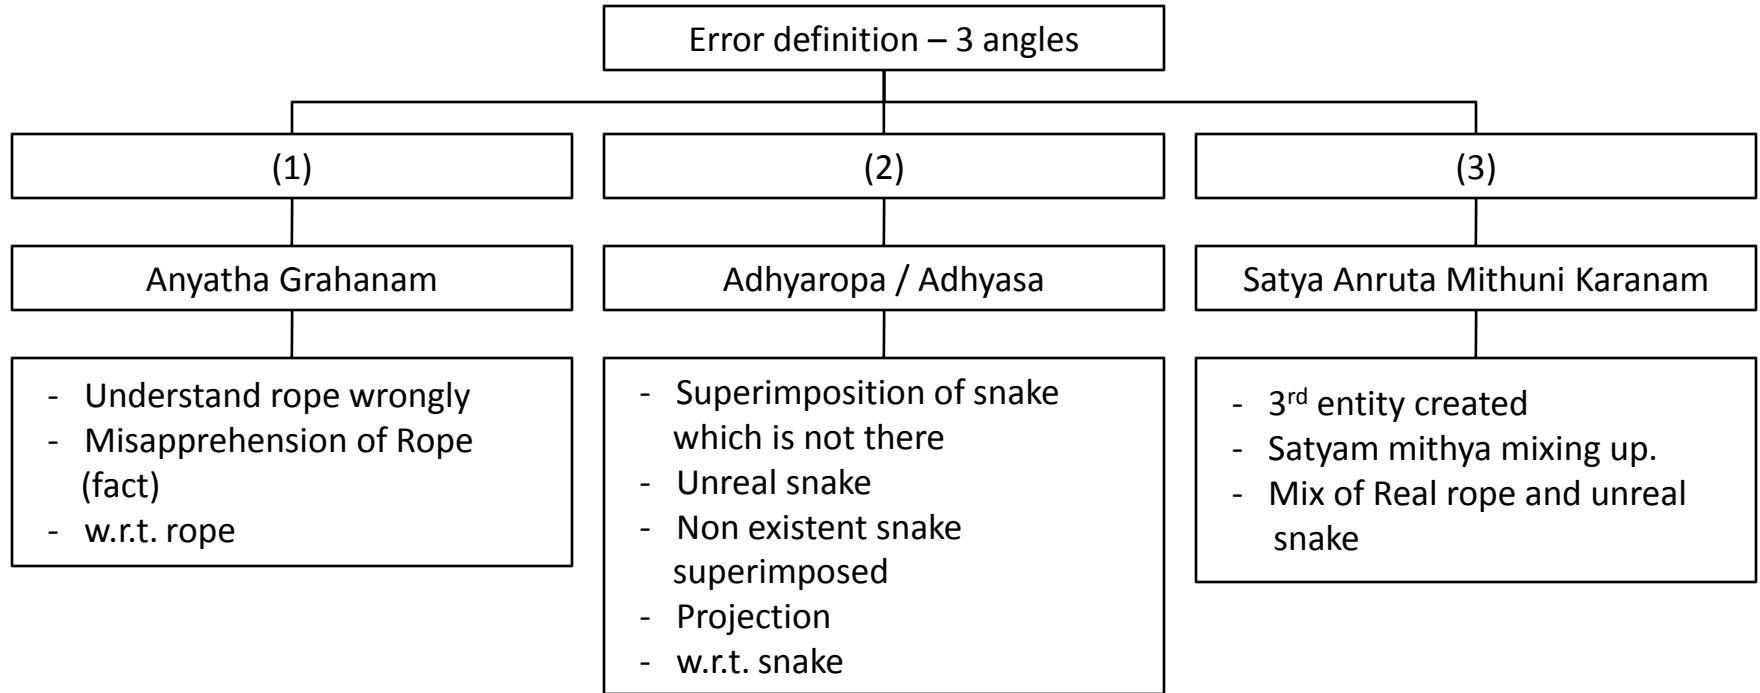 Error definition – 3 angles
(1)
(2)
(3)
Anyatha Grahanam
Adhyaropa / Adhyasa
Satya Anruta Mithuni Karanam
- Understand rope wrongly
- Misapprehension of Rope
(fact)
- w.r.t. rope
- Superimposition of snake
which is not there
- Unreal snake
- Non existent snake
superimposed
- Projection
- w.r.t. snake
- 3rd entity created
- Satyam mithya mixing up.
- Mix of Real rope and unreal
snake